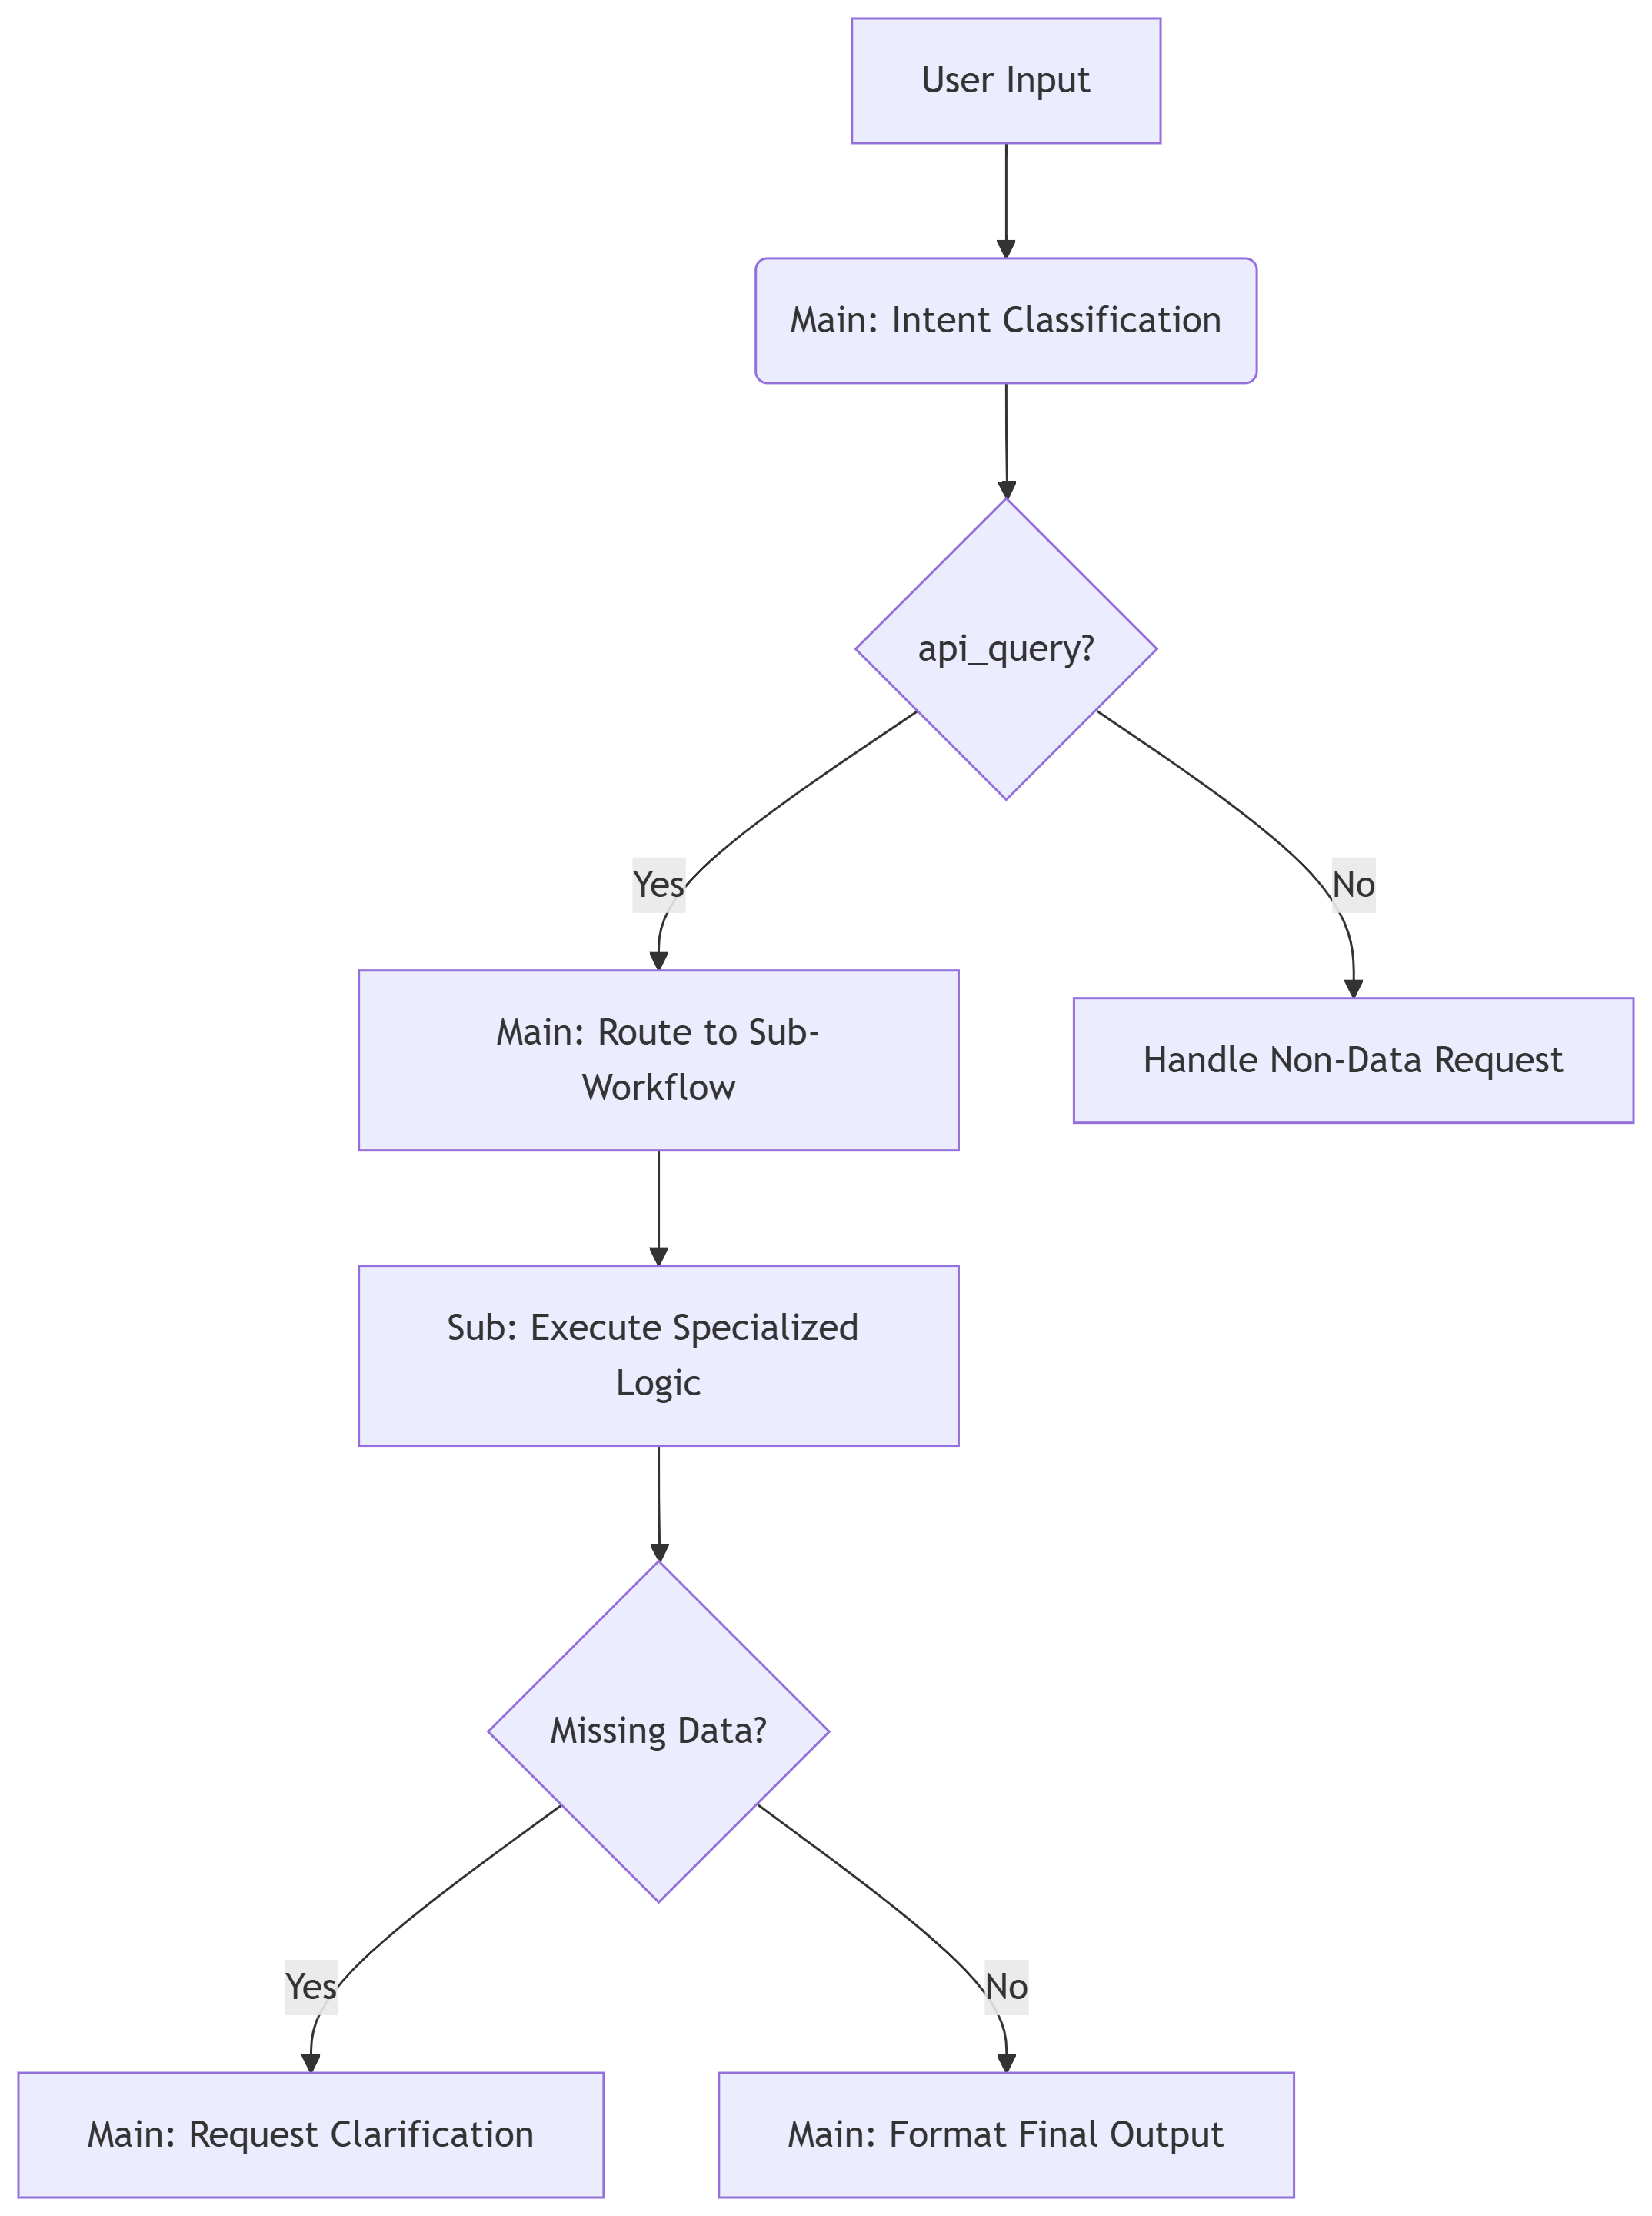 User Input
Main: Intent Classification
api_query?
Yes
No
Main: Route to Sub-
Workflow
Handle Non-Data Request
Sub: Execute Specialized
Logic
Missing Data?
Yes
No
Main: Request Clarification
Main: Format Final Output